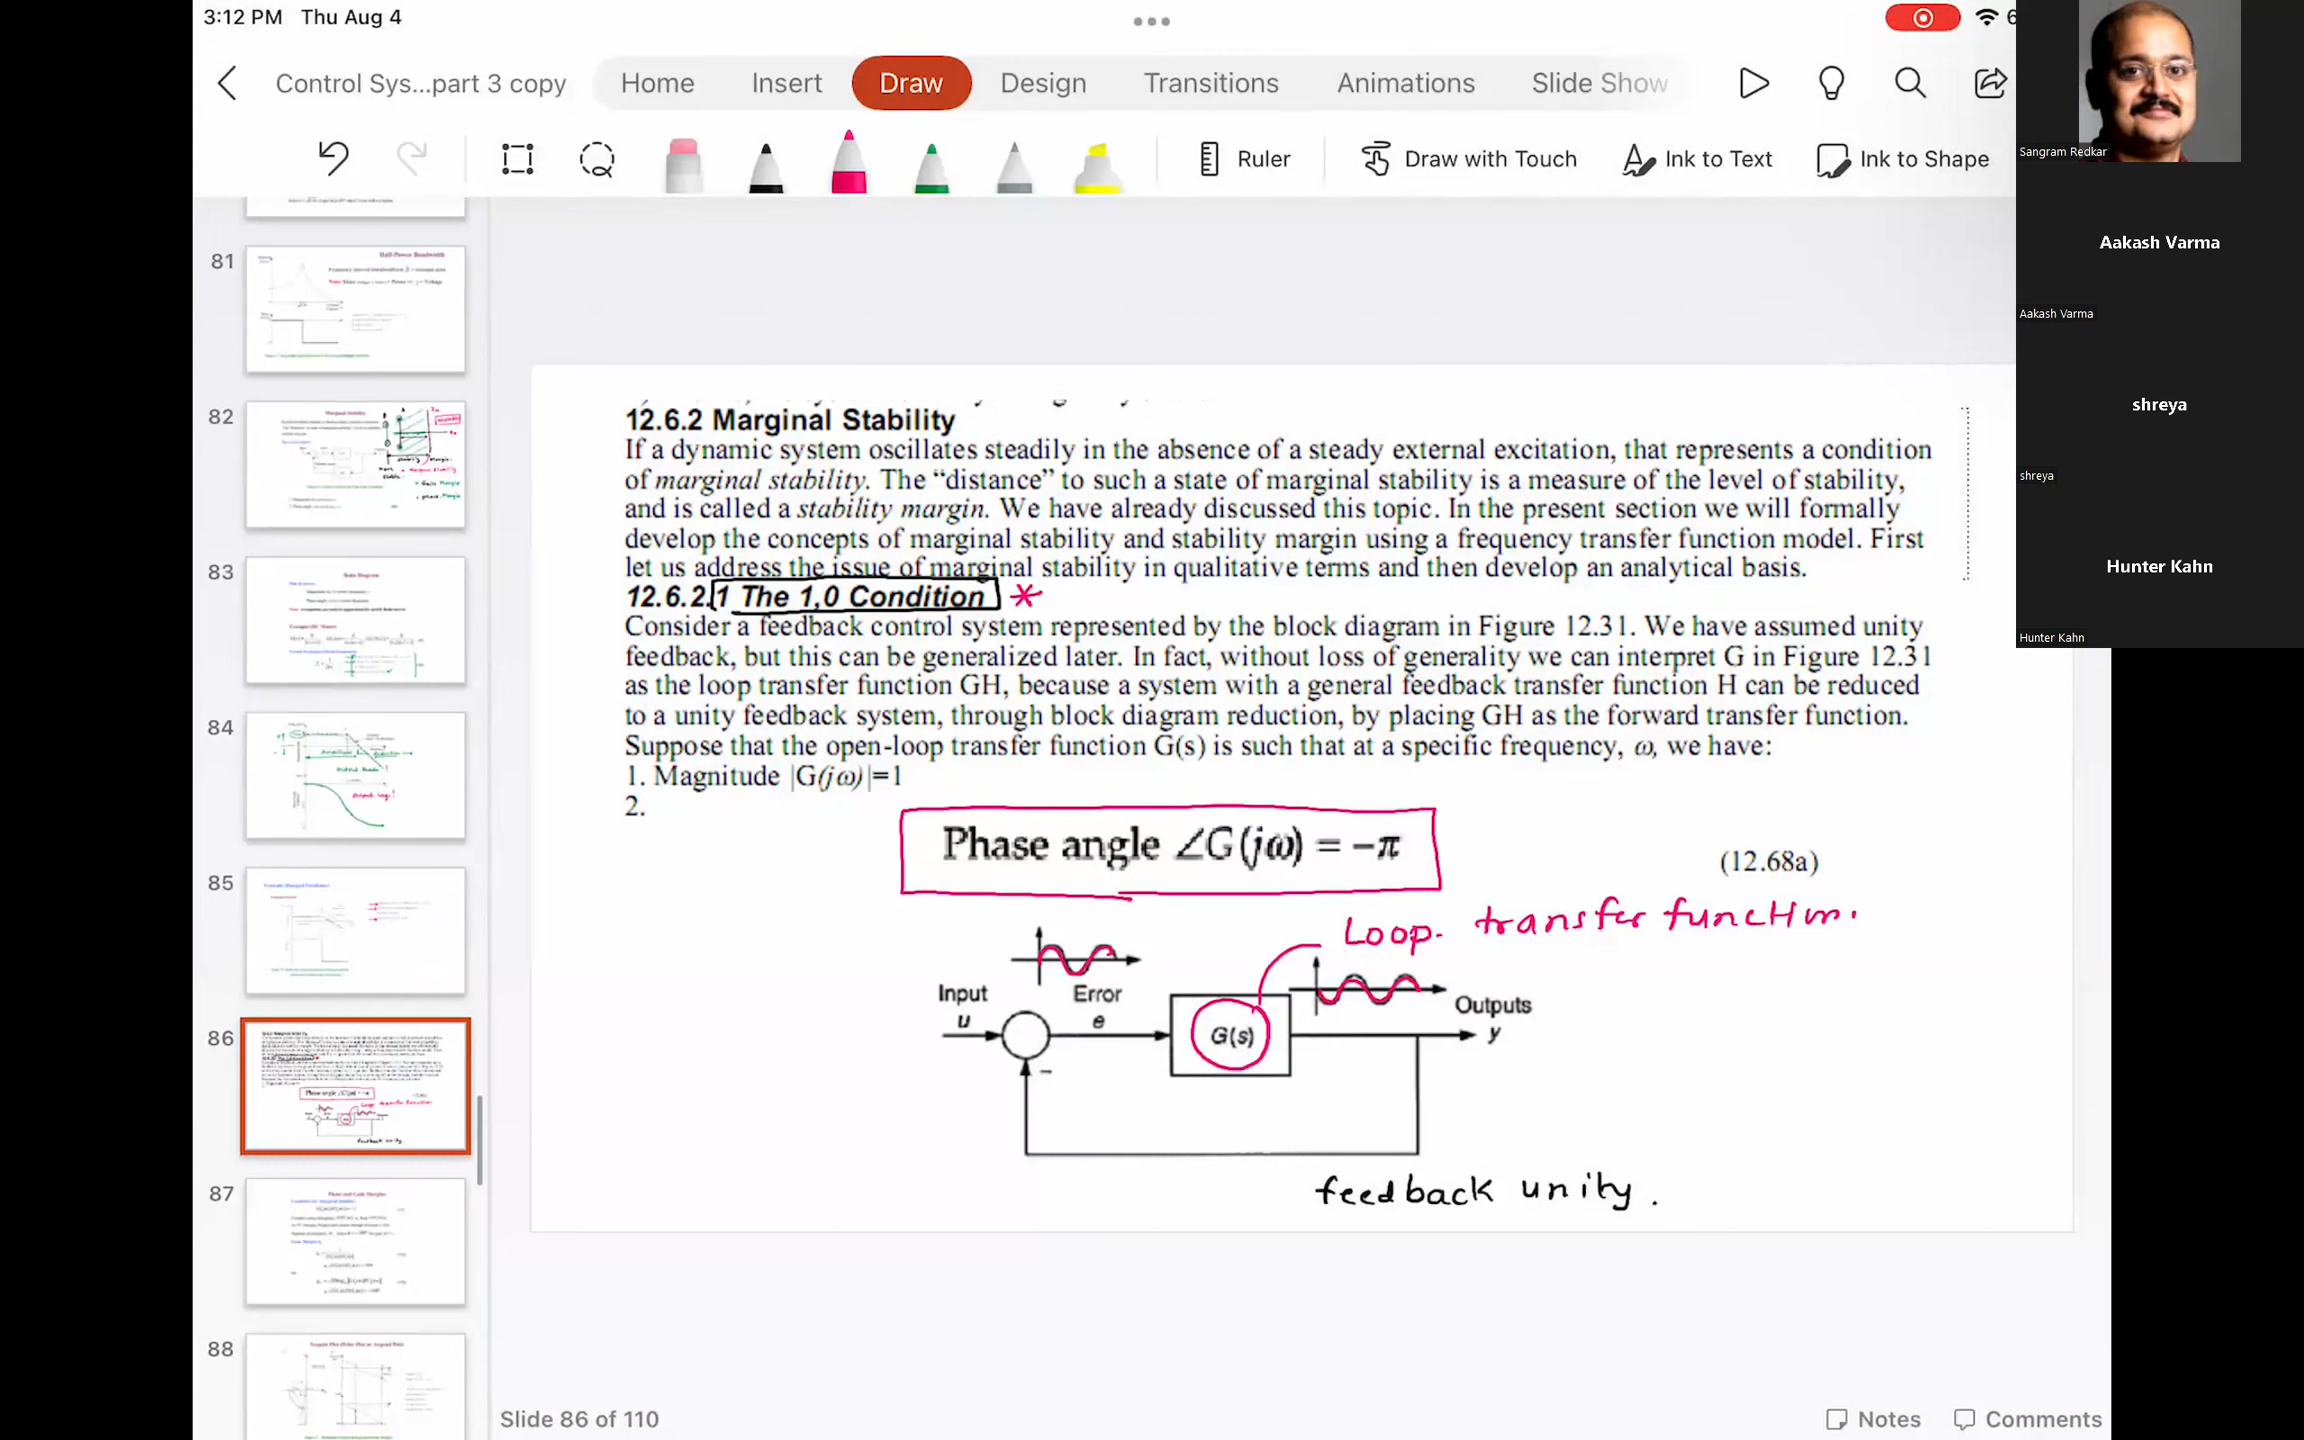 3:12 PM Thu Aug 4
Control Sys...part 3 copy
Home Insert Draw Design Transitions Animations Slide Show
Ruler Draw with Touch Ink to Text Ink to Shape
81
Half-Power Bandwidth
82
Marginal Stability
83
Bode Diagram
84
85
86
87
Phase and Gain Margins
88
12.6.2 Marginal Stability
If a dynamic system oscillates steadily in the absence of a steady external excitation, that represents a condition
of marginal stability. The “distance” to such a state of marginal stability is a measure of the level of stability,
and is called a stability margin. We have already discussed this topic. In the present section we will formally
develop the concepts of marginal stability and stability margin using a frequency transfer function model. First
let us address the issue of marginal stability in qualitative terms and then develop an analytical basis.
12.6.2.1 The 1,0 Condition *
Consider a feedback control system represented by the block diagram in Figure 12.31. We have assumed unity
feedback, but this can be generalized later. In fact, without loss of generality we can interpret G in Figure 12.31
as the loop transfer function GH, because a system with a general feedback transfer function H can be reduced
to a unity feedback system, through block diagram reduction, by placing GH as the forward transfer function.
Suppose that the open-loop transfer function G(s) is such that at a specific frequency, ω, we have:
1. Magnitude |G(jω)|=1
2.
Phase angle ∠G(jω) = −π
(12.68a)
Loop. transfer function.
Input
u
Error
e
G(s)
Outputs
y
−
feedback unity.
Slide 86 of 110
Notes Comments
Sangram Redkar
Aakash Varma
Aakash Varma
shreya
shreya
Hunter Kahn
Hunter Kahn
6